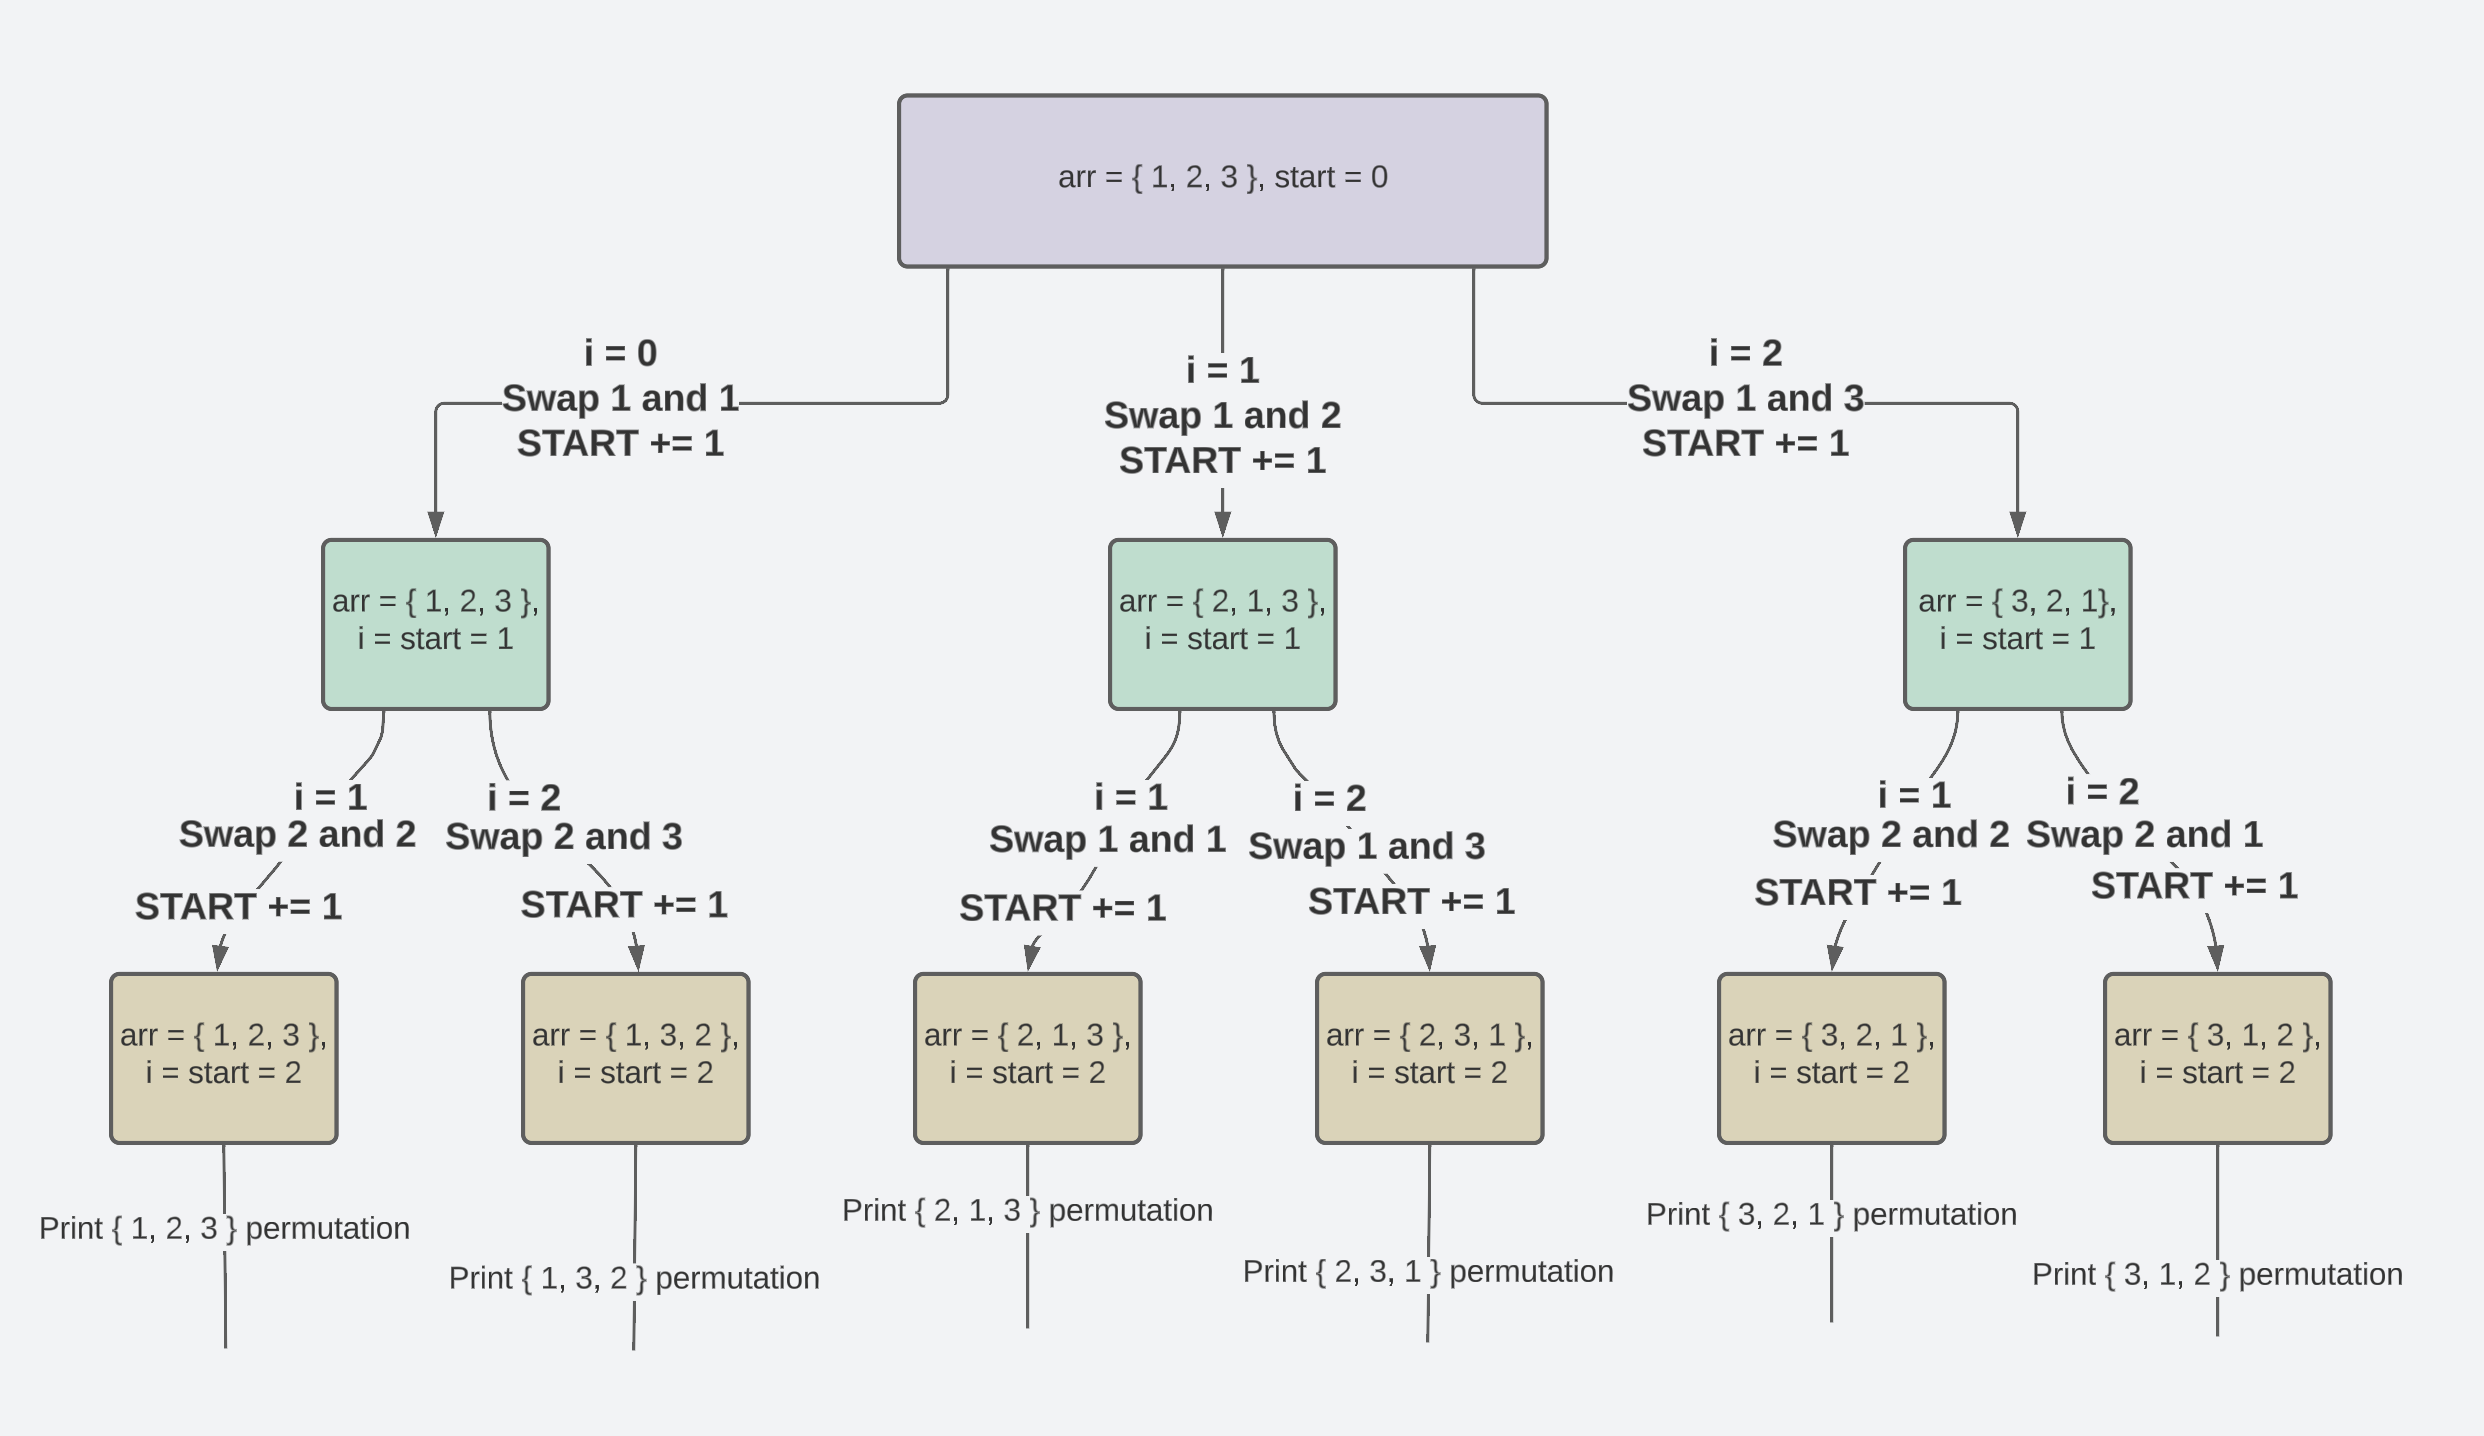 arr = { 1, 2, 3 }, start = 0
i = 0
Swap 1 and 1
START += 1
i = 1
Swap 1 and 2
START += 1
i = 2
Swap 1 and 3
START += 1
arr = { 1, 2, 3 },
i = start = 1
arr = { 2, 1, 3 },
i = start = 1
arr = { 3, 2, 1},
i = start = 1
i = 1
Swap 2 and 2
START += 1
i = 2
Swap 2 and 3
START += 1
i = 1
Swap 1 and 1
START += 1
i = 2
Swap 1 and 3
START += 1
i = 1
Swap 2 and 2
START += 1
i = 2
Swap 2 and 1
START += 1
arr = { 1, 2, 3 },
i = start = 2
arr = { 1, 3, 2 },
i = start = 2
arr = { 2, 1, 3 },
i = start = 2
arr = { 2, 3, 1 },
i = start = 2
arr = { 3, 2, 1 },
i = start = 2
arr = { 3, 1, 2 },
i = start = 2
Print { 1, 2, 3 } permutation
Print { 1, 3, 2 } permutation
Print { 2, 1, 3 } permutation
Print { 2, 3, 1 } permutation
Print { 3, 2, 1 } permutation
Print { 3, 1, 2 } permutation